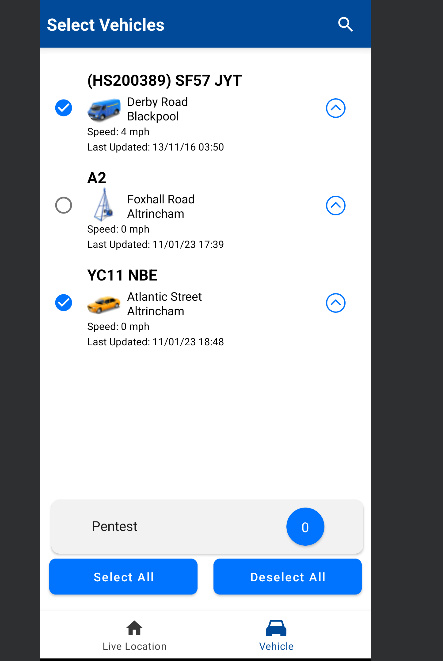 Select Vehicles
(HS200389) SF57 JYT
Derby Road
Blackpool
Speed: 4 mph
Last Updated: 13/11/16 03:50
A2
Foxhall Road
Altrincham
Speed: 0 mph
Last Updated: 11/01/23 17:39
YC11 NBE
Atlantic Street
Altrincham
Speed: 0 mph
Last Updated: 11/01/23 18:48
Pentest 0
Select All Deselect All
Live Location Vehicle